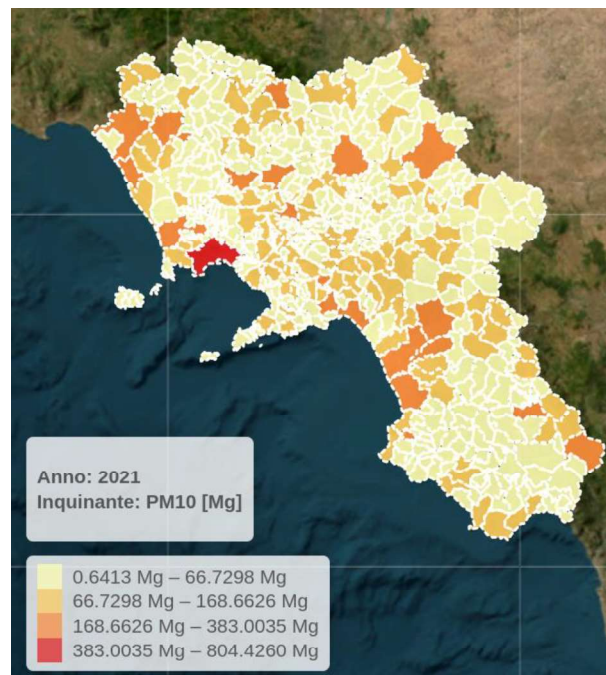 Anno: 2021
Inquinante: PM10 [Mg]
0.6413 Mg – 66.7298 Mg
66.7298 Mg – 168.6626 Mg
168.6626 Mg – 383.0035 Mg
383.0035 Mg – 804.4260 Mg